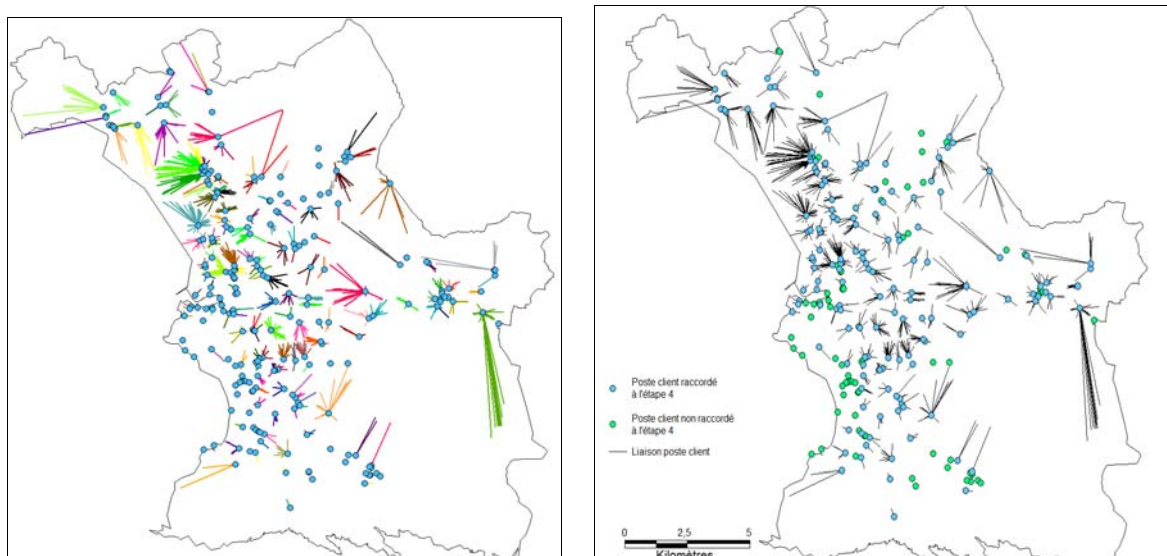 Poste client raccordé
à l'étape 4
Poste client non raccordé
à l'étape 4
Liaison poste client
0 2,5 5
Kilomètres